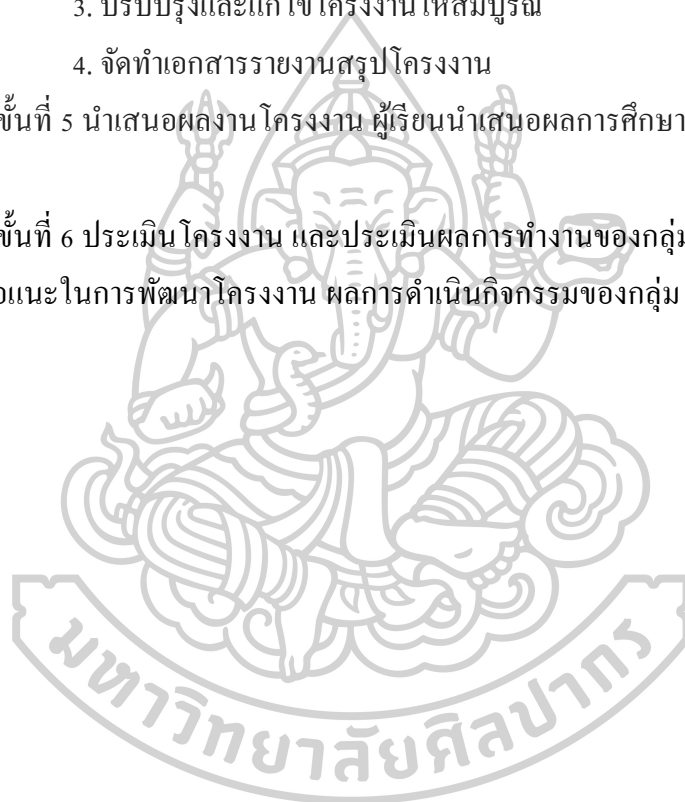 3. ปรับปรุงและแก้ไขโครงงานให้สมบูรณ์
4. จัดทำเอกสารรายงานสรุปโครงงาน
ขั้นที่ 5 นำเสนอผลงานโครงงาน ผู้เรียนนำเสนอผลการศึกษา
ขั้นที่ 6 ประเมินโครงงาน และประเมินผลการทำงานของกลุ่ม
แนะในการพัฒนาโครงงาน ผลการดำเนินกิจกรรมของกลุ่ม
มหาวิทยาลัยศิลปากร